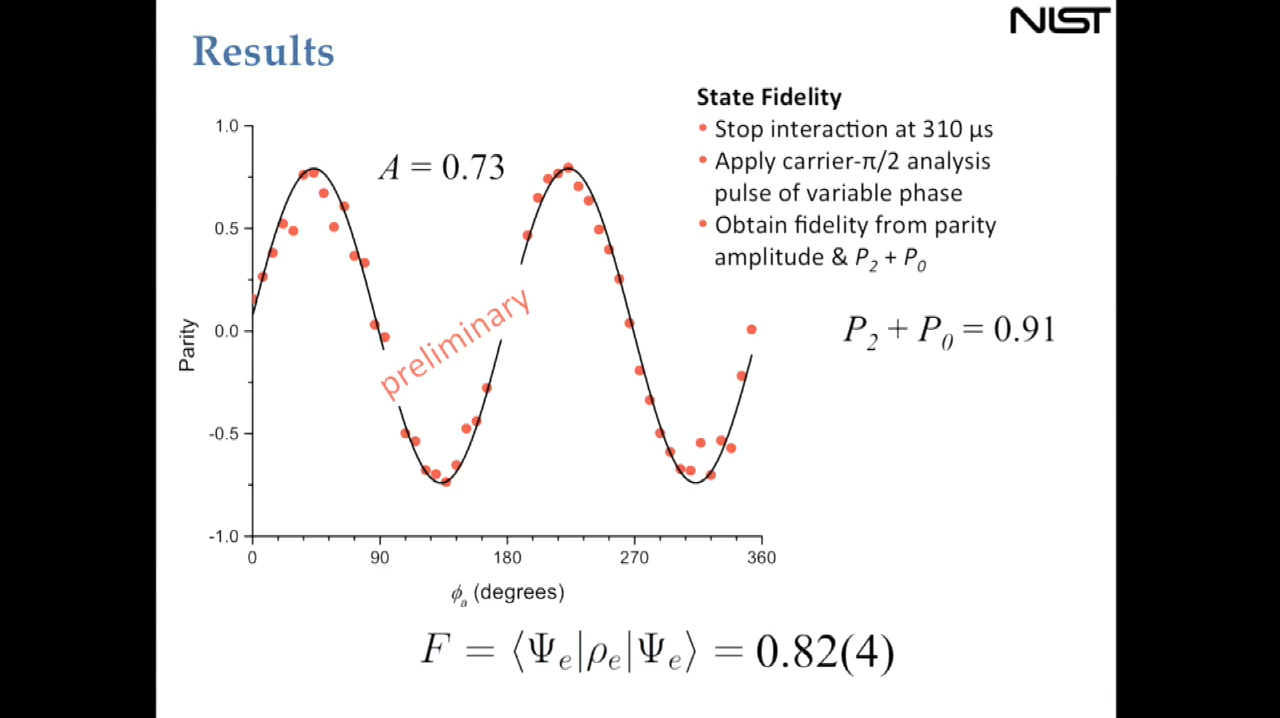 NIST
Results
State Fidelity
• Stop interaction at 310 μs
• Apply carrier-π/2 analysis
pulse of variable phase
• Obtain fidelity from parity
amplitude & P₂ + P₀
P₂ + P₀ = 0.91
A = 0.73
preliminary
1.0
0.5
0.0
-0.5
-1.0
Parity
0 90 180 270 360
ϕₐ (degrees)
F = ⟨Ψₑ|ρₑ|Ψₑ⟩ = 0.82(4)